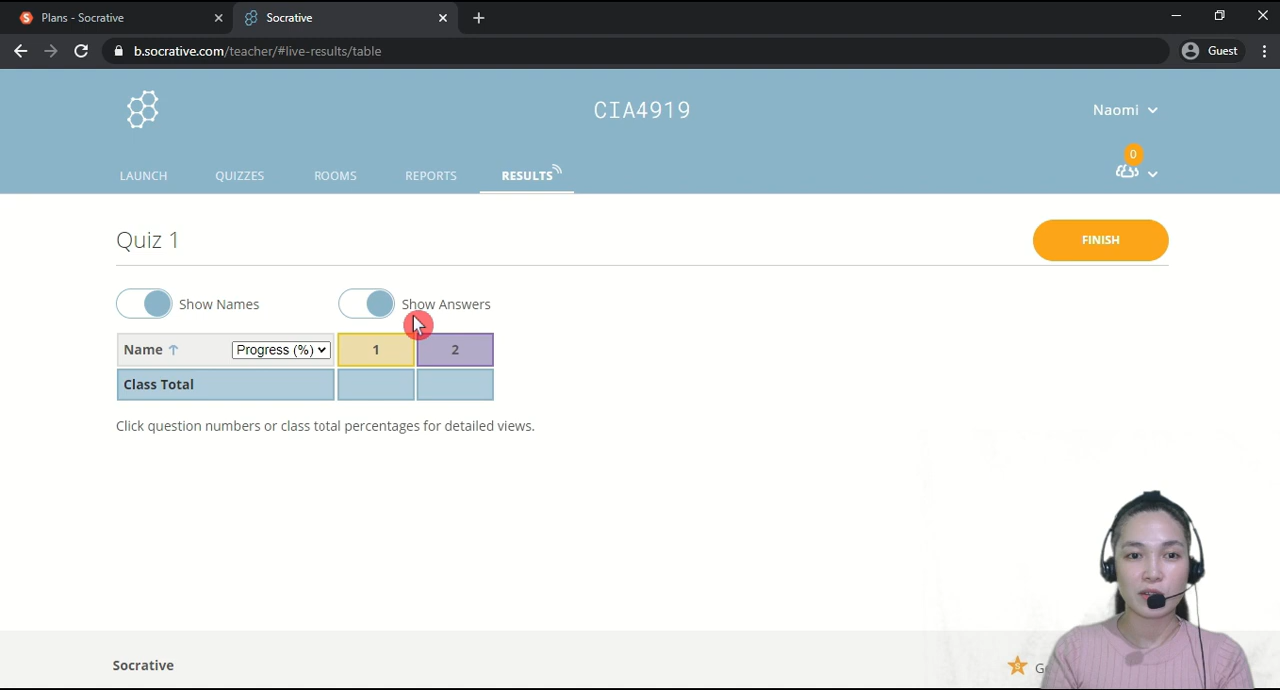 Plans - Socrative
Socrative
b.socrative.com/teacher/#live-results/table
Guest
CIA4919
Naomi
0
LAUNCH
QUIZZES
ROOMS
REPORTS
RESULTS
Quiz 1
FINISH
Show Names
Show Answers
Name
Progress (%)
1
2
Class Total
Click question numbers or class total percentages for detailed views.
Socrative